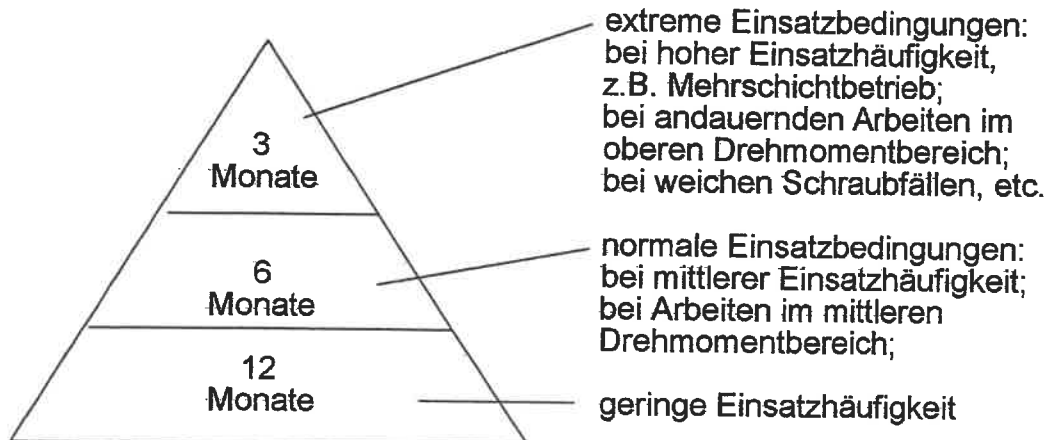 extreme Einsatzbedingungen:
bei hoher Einsatzhäufigkeit,
z.B. Mehrschichtbetrieb;
bei andauernden Arbeiten im
oberen Drehmomentbereich;
bei weichen Schraubfällen, etc.
3
Monate
normale Einsatzbedingungen:
bei mittlerer Einsatzhäufigkeit;
bei Arbeiten im mittleren
Drehmomentbereich;
6
Monate
12
Monate
geringe Einsatzhäufigkeit